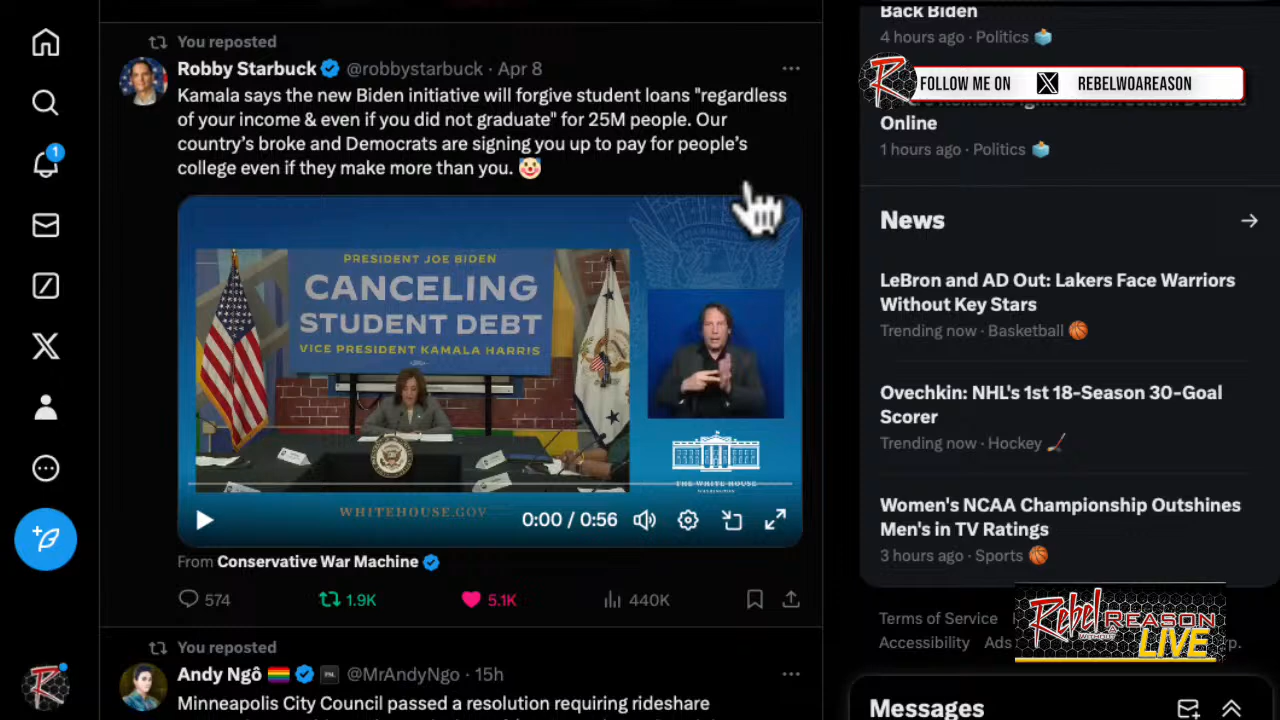 You reposted
Robby Starbuck @robbystarbuck · Apr 8
Kamala says the new Biden initiative will forgive student loans "regardless
of your income & even if you did not graduate" for 25M people. Our
country's broke and Democrats are signing you up to pay for people's
college even if they make more than you. 🤡
PRESIDENT JOE BIDEN
CANCELING
STUDENT DEBT
VICE PRESIDENT KAMALA HARRIS
THE WHITE HOUSE
WASHINGTON
WHITEHOUSE.GOV
0:00 / 0:56
From Conservative War Machine
574
1.9K
5.1K
440K
You reposted
Andy Ngô 🏳️‍🌈 @MrAndyNgo · 15h
Minneapolis City Council passed a resolution requiring rideshare
1
Back Biden
4 hours ago · Politics 🗳️
R FOLLOW ME ON X REBELWOAREASON
Online
1 hours ago · Politics 🗳️
News
LeBron and AD Out: Lakers Face Warriors
Without Key Stars
Trending now · Basketball 🏀
Ovechkin: NHL's 1st 18-Season 30-Goal
Scorer
Trending now · Hockey 🏒
Women's NCAA Championship Outshines
Men's in TV Ratings
3 hours ago · Sports 🏀
Terms of Service
Accessibility Ads
rp.
Rebel WITHOUT A REASON
LIVE
Messages